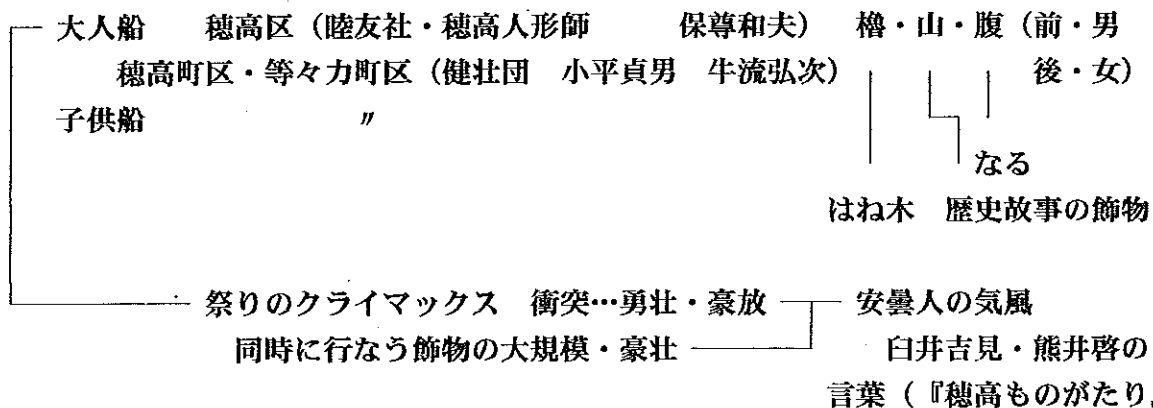 大人船　穂高区（睦友社・穂高人形師　保尊和夫）　櫓・山・腹（前・男
穂高町区・等々力町区（健壮団　小平貞男　牛流弘次）　後・女）
子供船　〃
なる
はね木　歴史故事の飾物
祭りのクライマックス　衝突…勇壮・豪放　安曇人の気風
同時に行なう飾物の大規模・豪壮　臼井吉見・熊井啓の
言葉（『穂高ものがたり』